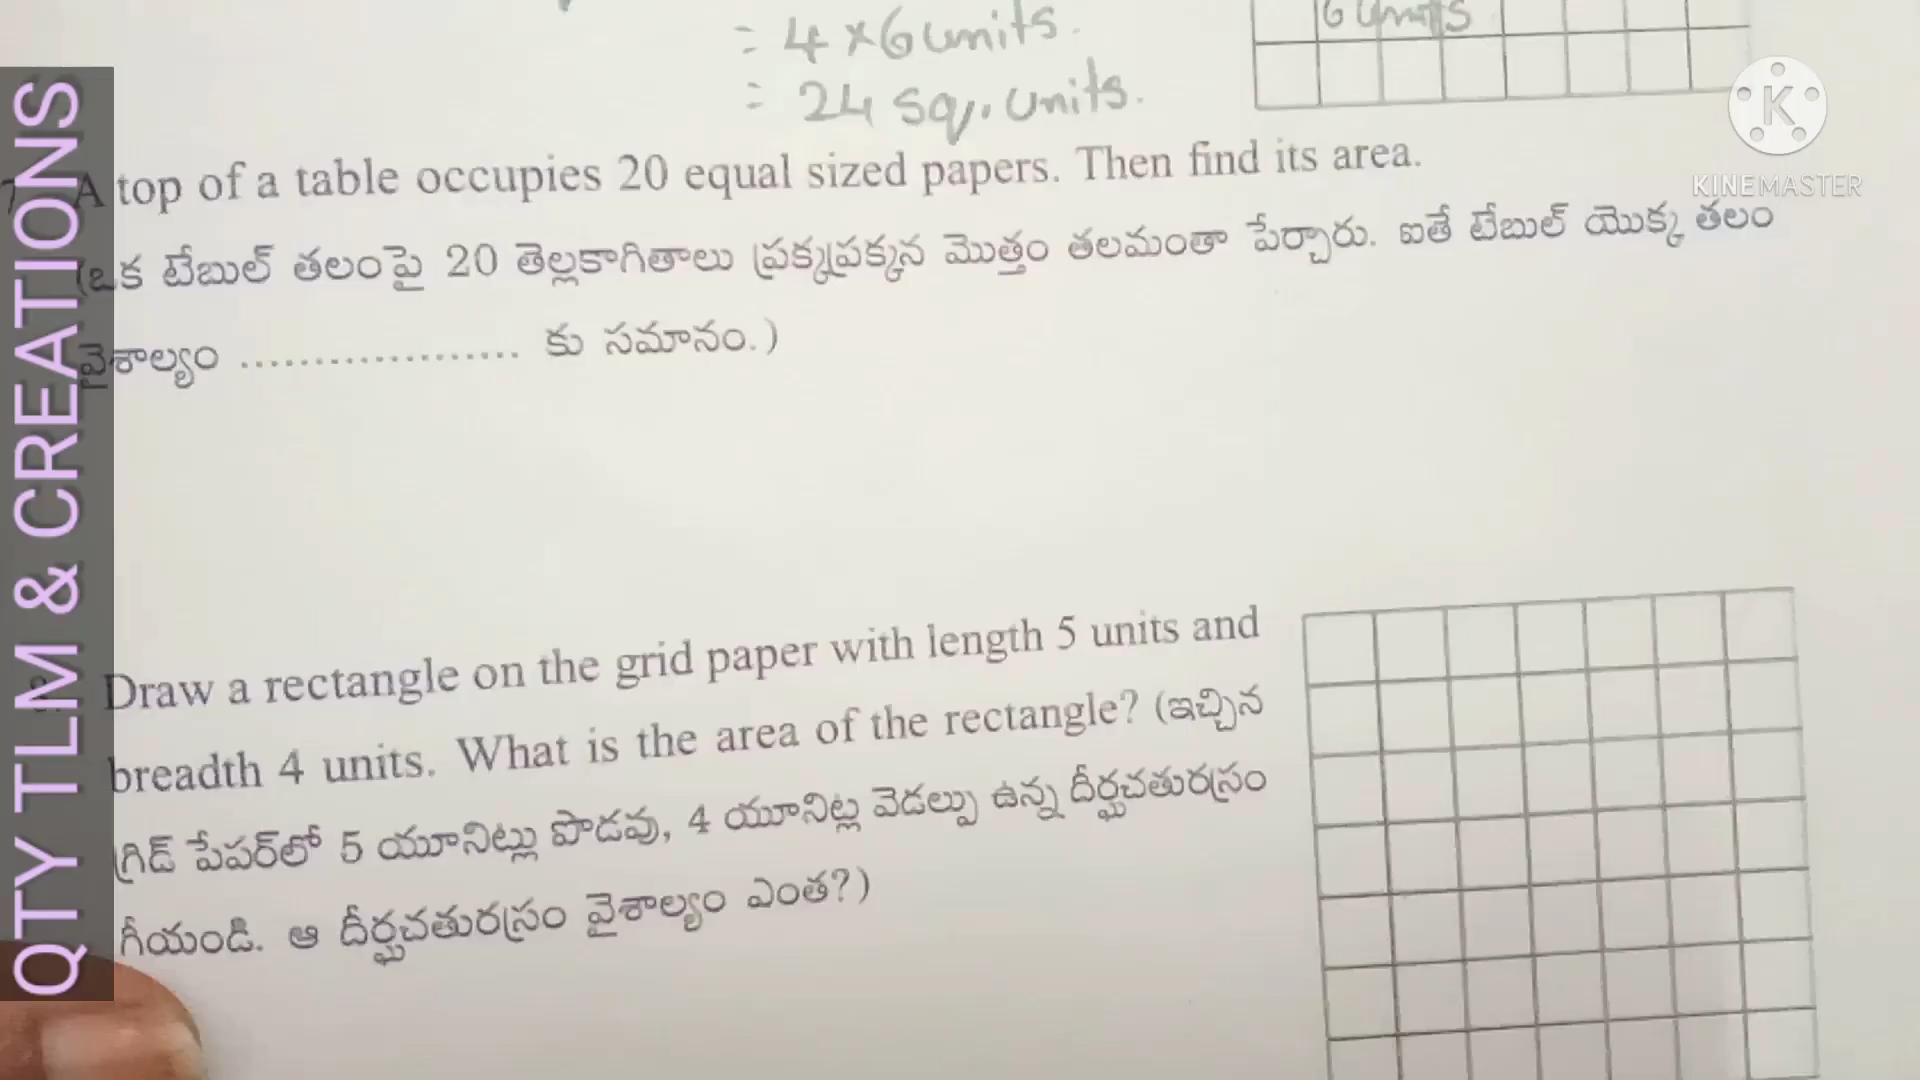 6 units
= 4 × 6 units.
= 24 sq. units.
7. A top of a table occupies 20 equal sized papers. Then find its area.
(ఒక టేబుల్ తలంపై 20 తెల్లకాగితాలు ప్రక్కప్రక్కన మొత్తం తలమంతా పేర్చారు. ఐతే టేబుల్ యొక్క తలం
వైశాల్యం ................... కు సమానం.)
Draw a rectangle on the grid paper with length 5 units and
breadth 4 units. What is the area of the rectangle? (ఇచ్చిన
గ్రిడ్ పేపర్‌లో 5 యూనిట్లు పొడవు, 4 యూనిట్ల వెడల్పు ఉన్న దీర్ఘచతురస్రం
గీయండి. ఆ దీర్ఘచతురస్రం వైశాల్యం ఎంత?)
QTY TLM & CREATIONS
K
KINEMASTER